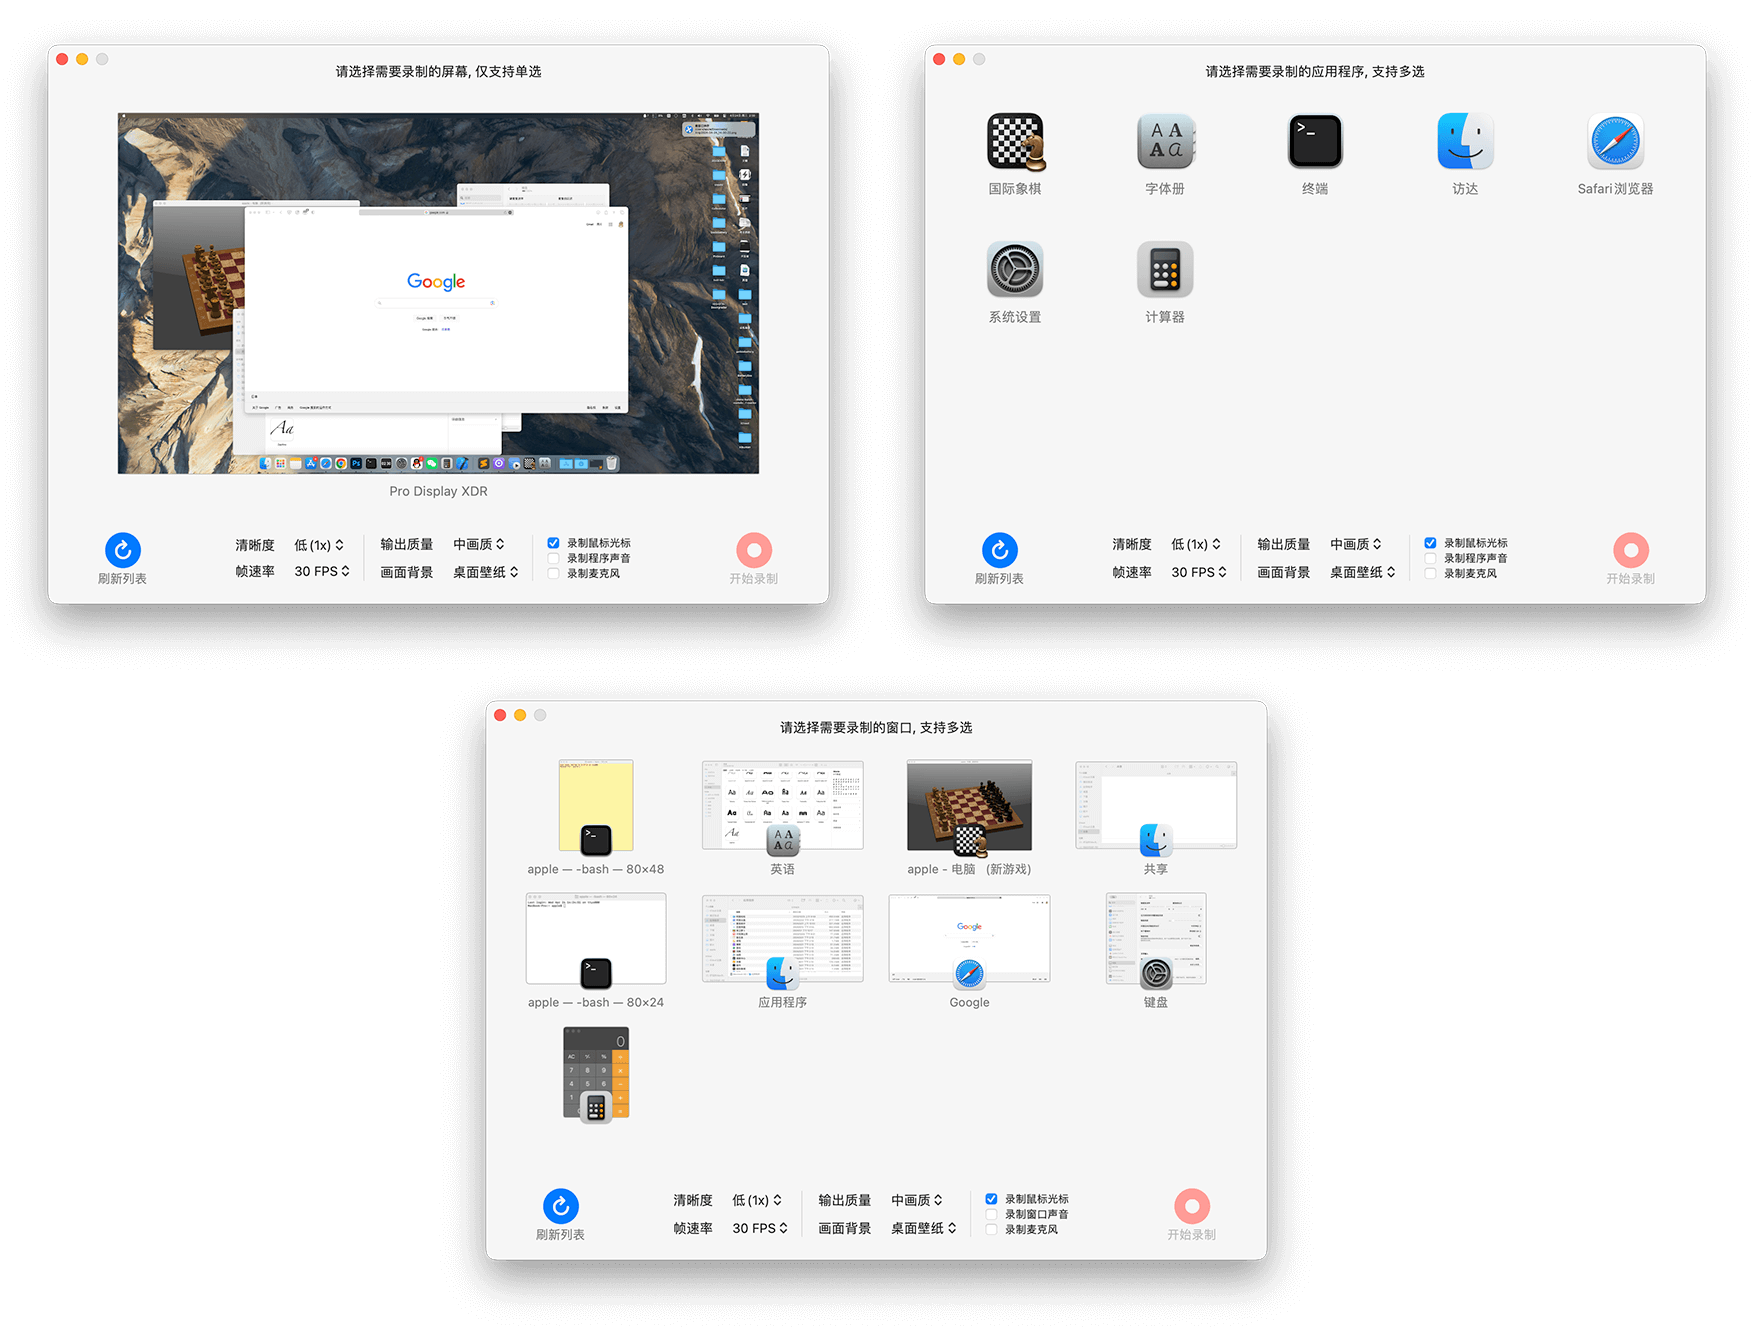 请选择需要录制的屏幕, 仅支持单选
Google
Aa
Pro Display XDR
刷新列表
清晰度 低 (1x)
帧速率 30 FPS
输出质量 中画质
画面背景 桌面壁纸
录制鼠标光标
录制程序声音
录制麦克风
开始录制
请选择需要录制的应用程序, 支持多选
国际象棋
字体册
终端
访达
Safari浏览器
系统设置
计算器
刷新列表
清晰度 低 (1x)
帧速率 30 FPS
输出质量 中画质
画面背景 桌面壁纸
录制鼠标光标
录制程序声音
录制麦克风
开始录制
请选择需要录制的窗口, 支持多选
apple — -bash — 80×48
英语
apple - 电脑 (新游戏)
共享
apple — -bash — 80×24
应用程序
Google
Google
键盘
0
AC
7 8 9
4 5 6
1
刷新列表
清晰度 低 (1x)
帧速率 30 FPS
输出质量 中画质
画面背景 桌面壁纸
录制鼠标光标
录制窗口声音
录制麦克风
开始录制